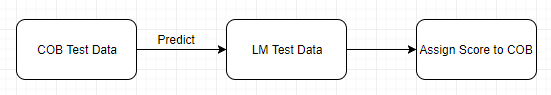 COB Test Data
Predict
LM Test Data
Assign Score to COB